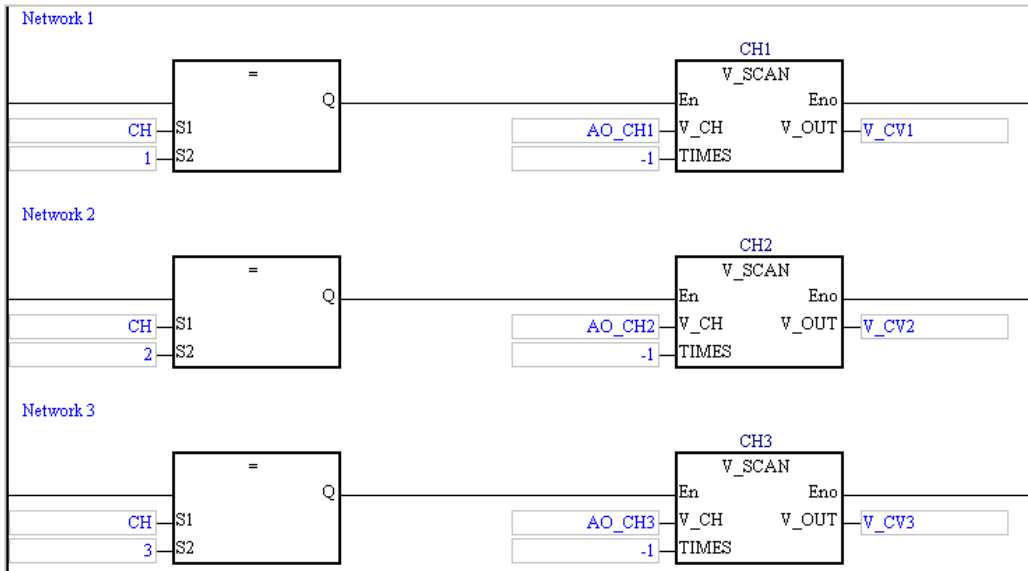 Network 1
CH1
= V_SCAN
Q En Eno
CH S1 AO_CH1 V_CH V_OUT V_CV1
1 S2 -1 TIMES
Network 2
CH2
= V_SCAN
Q En Eno
CH S1 AO_CH2 V_CH V_OUT V_CV2
2 S2 -1 TIMES
Network 3
CH3
= V_SCAN
Q En Eno
CH S1 AO_CH3 V_CH V_OUT V_CV3
3 S2 -1 TIMES